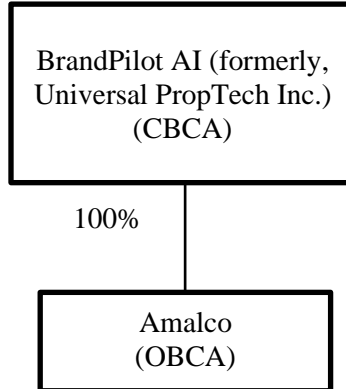 BrandPilot AI (formerly,
Universal PropTech Inc.)
(CBCA)
100%
Amalco
(OBCA)